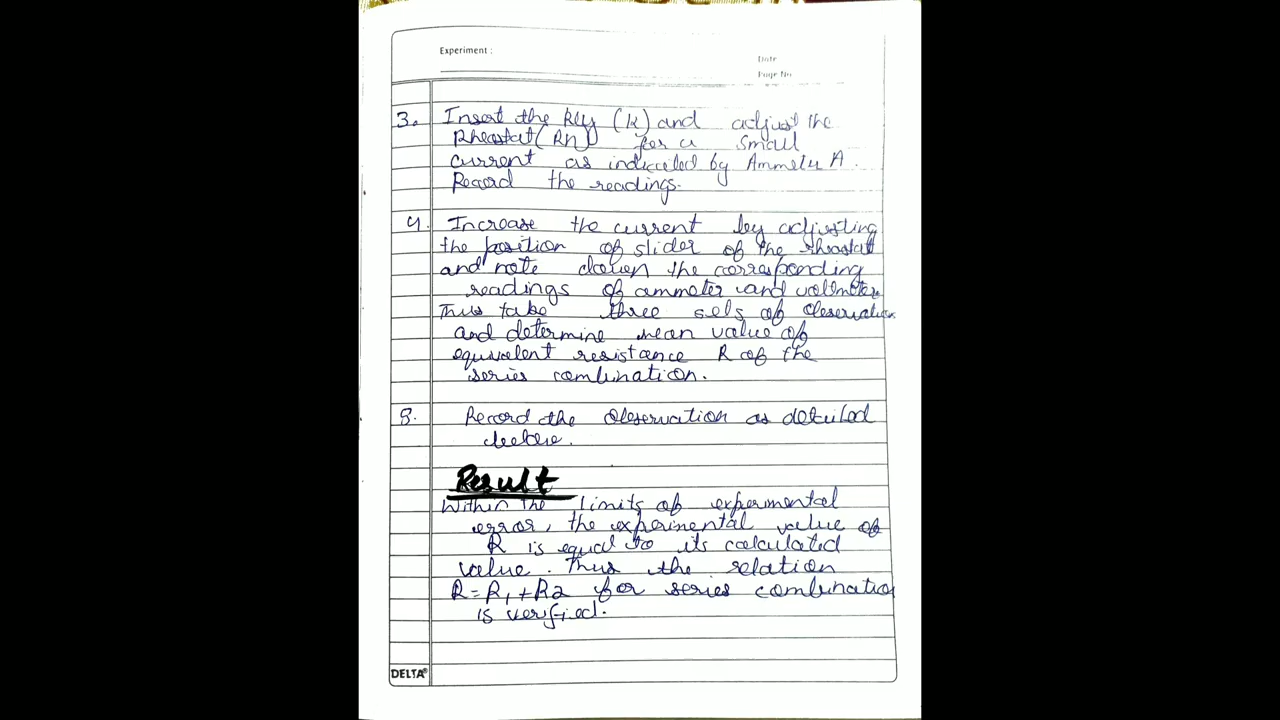 Experiment :
Date
Page No
3. Insert the key (k) and adjust the
Rheostat (Rh) for a small
current as indicated by Ammeter A.
Record the readings.
4. Increase the current by adjusting
the position of slider of the rheostat
and note down the corresponding
readings of ammeter and voltmeter.
Thus take three sets of observation
and determine mean value of
equivalent resistance R of the
series combination.
Record the observation as detailed
Result
Within the limits of experimental
error, the experimental value of
R is equal to its calculated
value. Thus the relation
R = R1 + R2 for series combination
is verified.
DELTA®